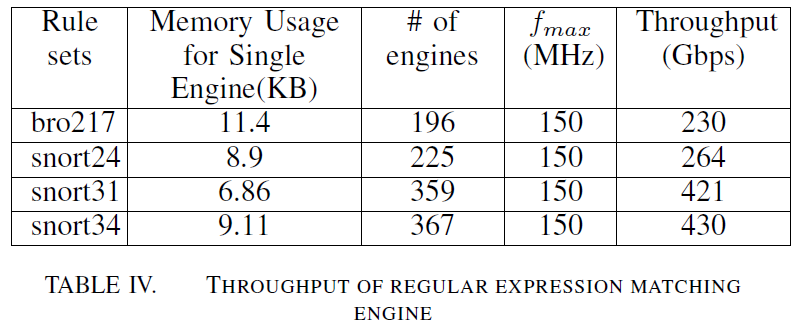 Rule sets | Memory Usage for Single Engine(KB) | # of engines | fmax (MHz) | Throughput (Gbps)
bro217 | 11.4 | 196 | 150 | 230
snort24 | 8.9 | 225 | 150 | 264
snort31 | 6.86 | 359 | 150 | 421
snort34 | 9.11 | 367 | 150 | 430
TABLE IV. THROUGHPUT OF REGULAR EXPRESSION MATCHING
ENGINE